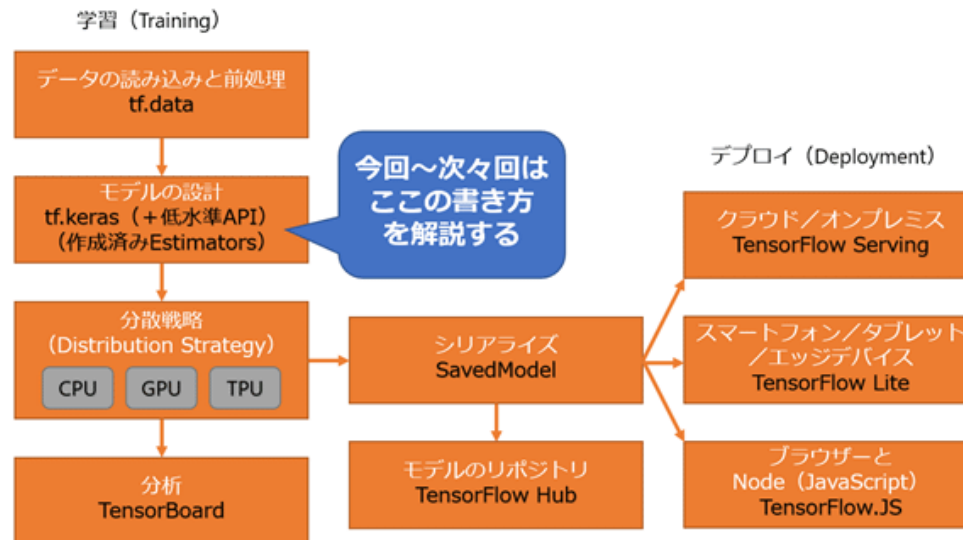 学習（Training）
データの読み込みと前処理
tf.data
モデルの設計
tf.keras（＋低水準API）
（作成済みEstimators）
今回～次々回は
ここの書き方
を解説する
分散戦略
（Distribution Strategy）
CPU
GPU
TPU
分析
TensorBoard
シリアライズ
SavedModel
モデルのリポジトリ
TensorFlow Hub
デプロイ（Deployment）
クラウド／オンプレミス
TensorFlow Serving
スマートフォン／タブレット
／エッジデバイス
TensorFlow Lite
ブラウザーと
Node（JavaScript）
TensorFlow.JS